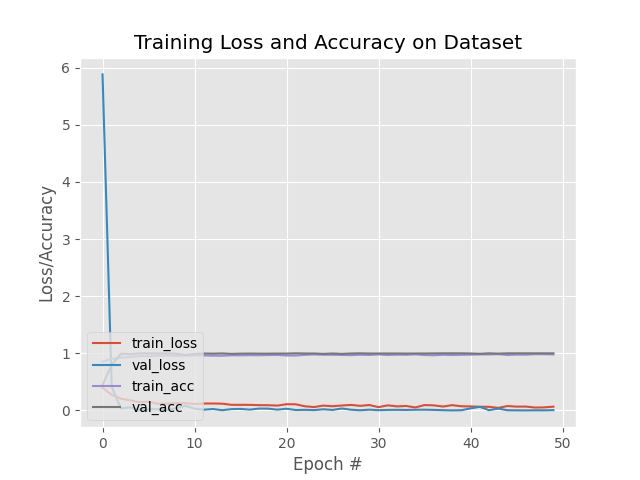 Training Loss and Accuracy on Dataset
6
5
4
3
2
1
0
Loss/Accuracy
train_loss
val_loss
train_acc
val_acc
0 10 20 30 40 50
Epoch #